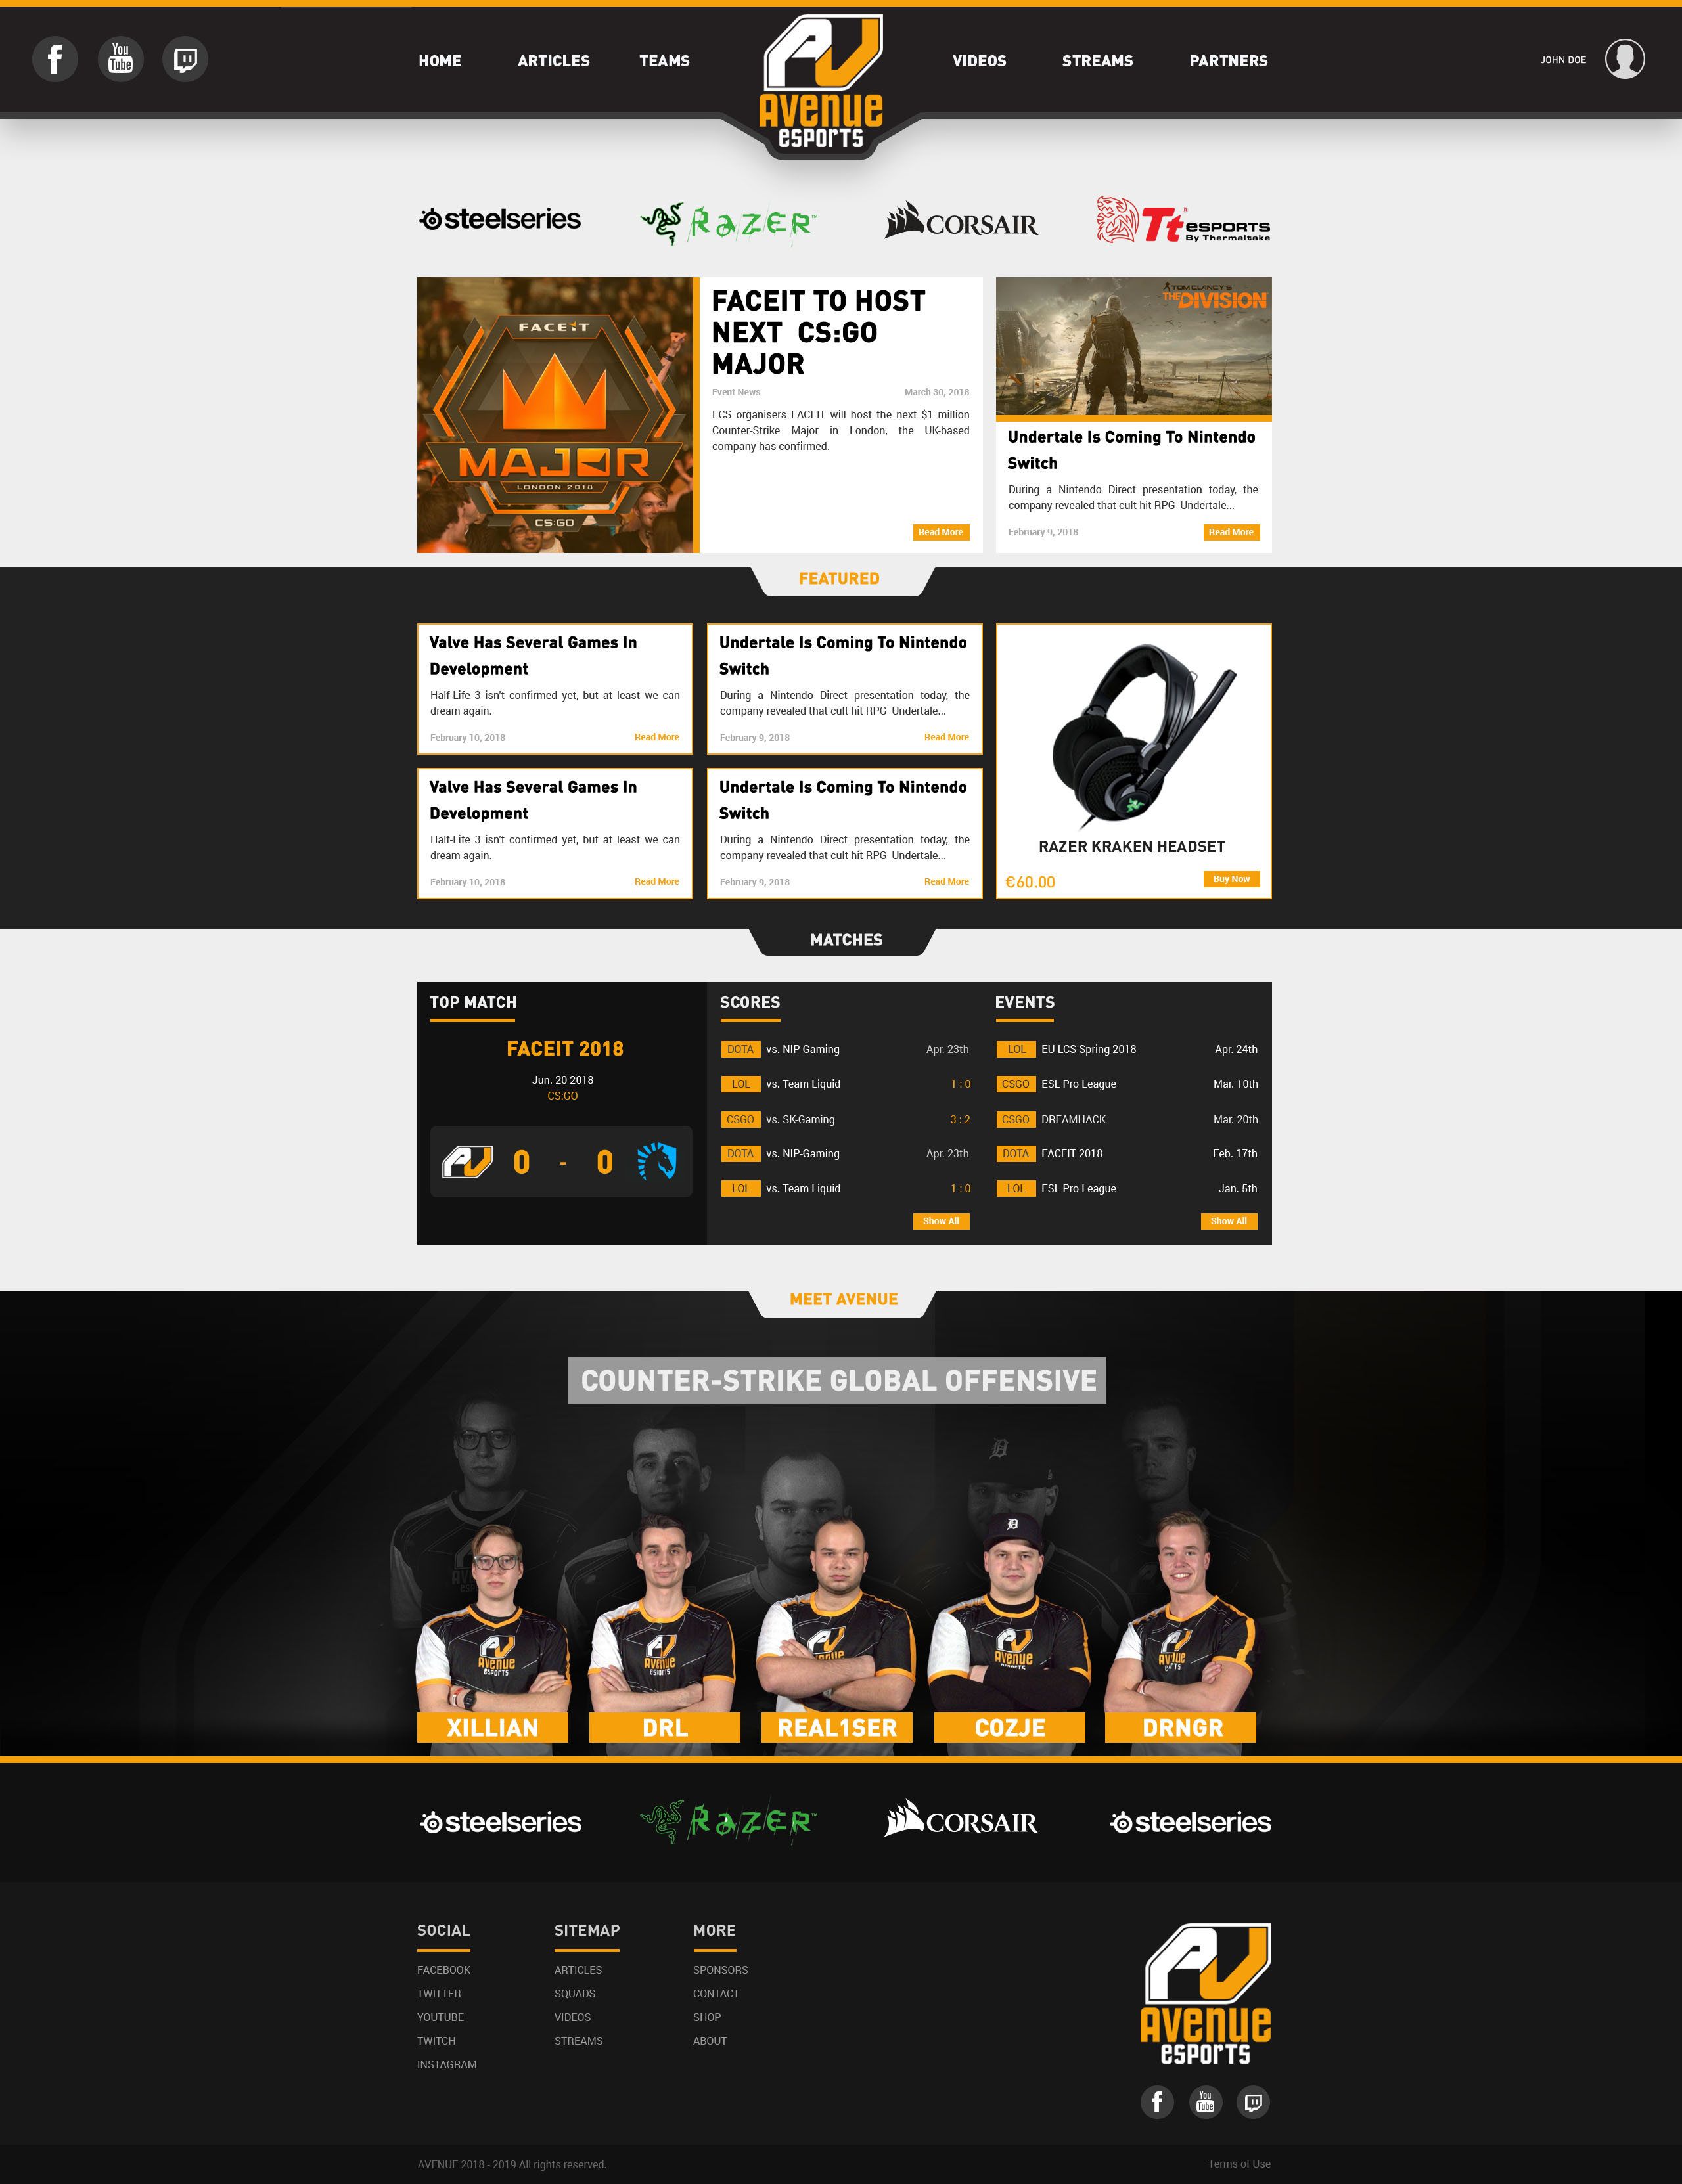 You
Tube
HOME
ARTICLES
TEAMS
AVENUE
ESPORTS
VIDEOS
STREAMS
PARTNERS
JOHN DOE
steelseries
RAZER™
CORSAIR
Tt ESPORTS
By Thermaltake
FACEIT
MAJOR
LONDON 2018
CS:GO
FACEIT TO HOST
NEXT CS:GO
MAJOR
Event News
March 30, 2018
ECS organisers FACEIT will host the next $1 million
Counter-Strike Major in London, the UK-based
company has confirmed.
Read More
TOM CLANCY'S
THE DIVISION
Undertale Is Coming To Nintendo
Switch
During a Nintendo Direct presentation today, the
company revealed that cult hit RPG Undertale...
February 9, 2018
Read More
FEATURED
Valve Has Several Games In
Development
Half-Life 3 isn't confirmed yet, but at least we can
dream again.
February 10, 2018
Read More
Undertale Is Coming To Nintendo
Switch
During a Nintendo Direct presentation today, the
company revealed that cult hit RPG Undertale...
February 9, 2018
Read More
Valve Has Several Games In
Development
Half-Life 3 isn't confirmed yet, but at least we can
dream again.
February 10, 2018
Read More
Undertale Is Coming To Nintendo
Switch
During a Nintendo Direct presentation today, the
company revealed that cult hit RPG Undertale...
February 9, 2018
Read More
RAZER KRAKEN HEADSET
€60.00
Buy Now
MATCHES
TOP MATCH
FACEIT 2018
Jun. 20 2018
CS:GO
0 - 0
SCORES
DOTA vs. NIP-Gaming Apr. 23th
LOL vs. Team Liquid 1 : 0
CSGO vs. SK-Gaming 3 : 2
DOTA vs. NIP-Gaming Apr. 23th
LOL vs. Team Liquid 1 : 0
Show All
EVENTS
LOL EU LCS Spring 2018 Apr. 24th
CSGO ESL Pro League Mar. 10th
CSGO DREAMHACK Mar. 20th
DOTA FACEIT 2018 Feb. 17th
LOL ESL Pro League Jan. 5th
Show All
MEET AVENUE
COUNTER-STRIKE GLOBAL OFFENSIVE
AVENUE
ESPORTS
AVENUE
ESPORTS
AVENUE
AVENUE
XILLIAN
DRL
REAL1SER
COZJE
DRNGR
steelseries
RAZER™
CORSAIR
steelseries
SOCIAL
FACEBOOK
TWITTER
YOUTUBE
TWITCH
INSTAGRAM
SITEMAP
ARTICLES
SQUADS
VIDEOS
STREAMS
MORE
SPONSORS
CONTACT
SHOP
ABOUT
AVENUE
ESPORTS
You
Tube
AVENUE 2018 - 2019 All rights reserved.
Terms of Use